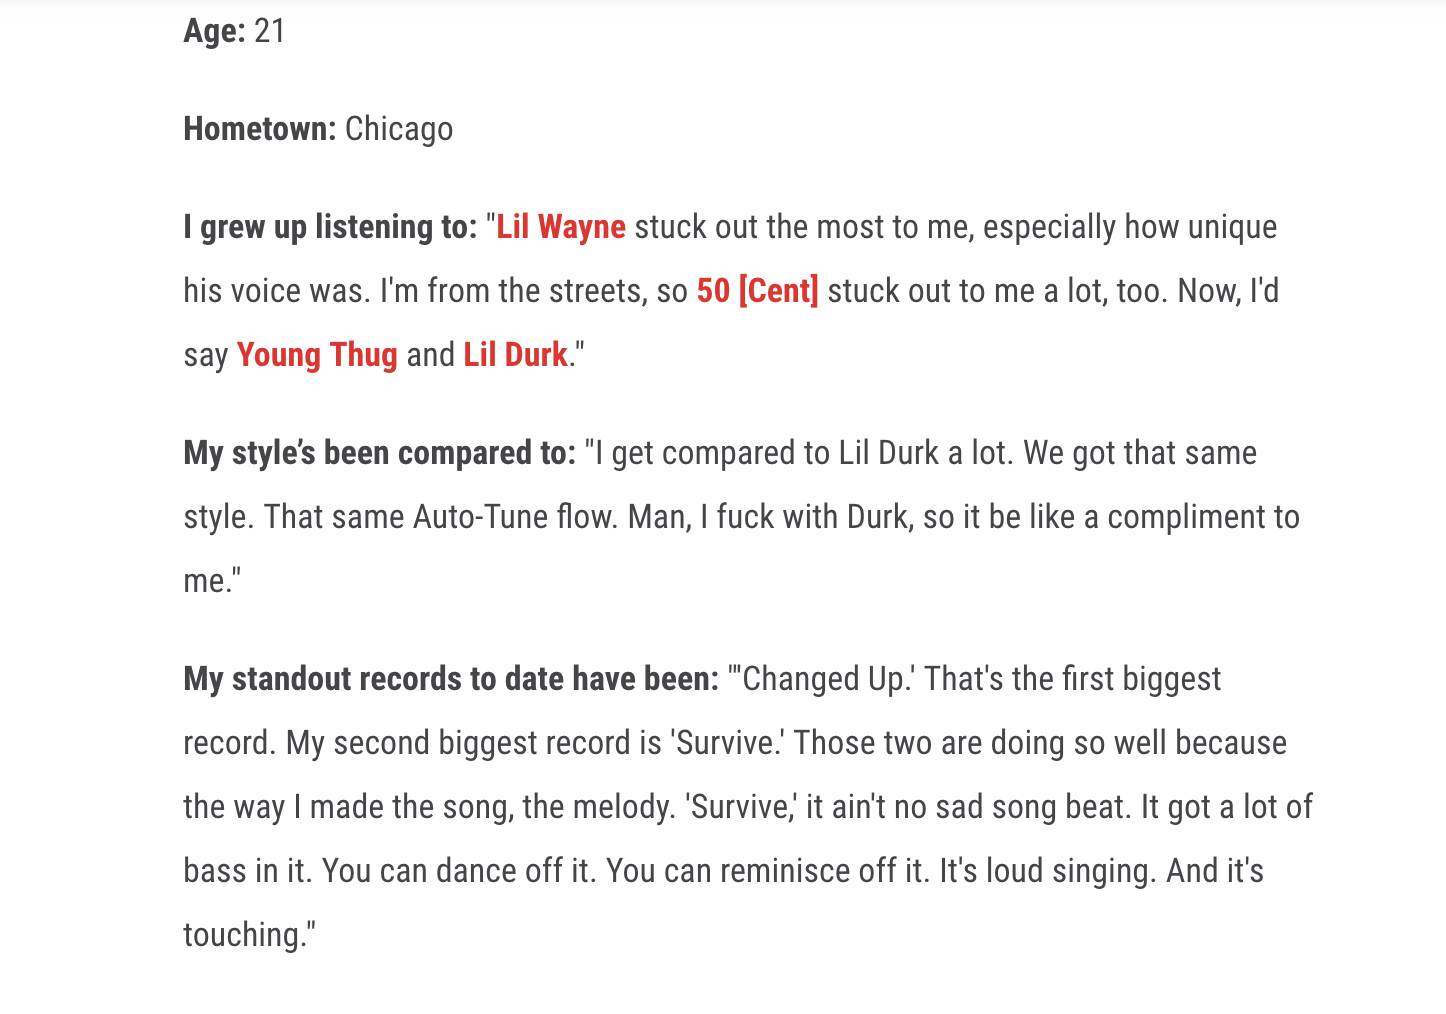 Age: 21
Hometown: Chicago
I grew up listening to: "Lil Wayne stuck out the most to me, especially how unique
his voice was. I'm from the streets, so 50 [Cent] stuck out to me a lot, too. Now, I'd
say Young Thug and Lil Durk."
My style’s been compared to: "I get compared to Lil Durk a lot. We got that same
style. That same Auto-Tune flow. Man, I fuck with Durk, so it be like a compliment to
me."
My standout records to date have been: "'Changed Up.' That's the first biggest
record. My second biggest record is 'Survive.' Those two are doing so well because
the way I made the song, the melody. 'Survive,' it ain't no sad song beat. It got a lot of
bass in it. You can dance off it. You can reminisce off it. It's loud singing. And it's
touching."